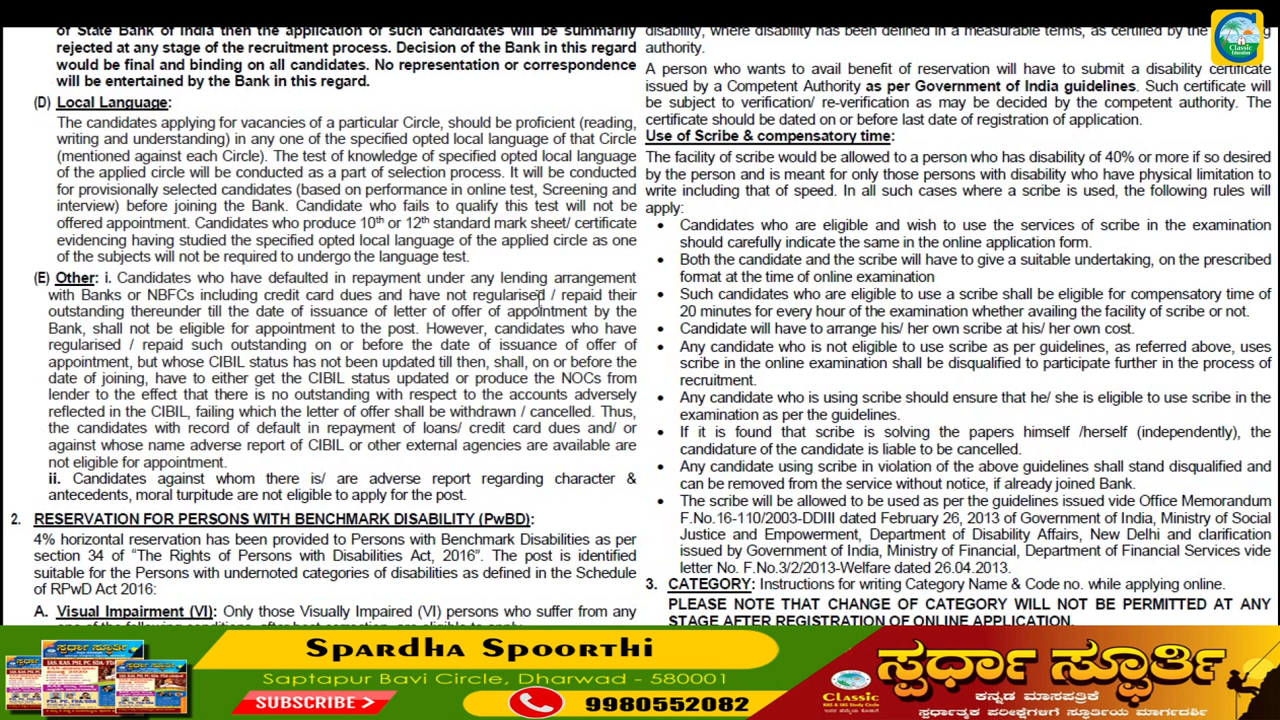 of State Bank of India then the application of such candidates will be summarily
rejected at any stage of the recruitment process. Decision of the Bank in this regard
would be final and binding on all candidates. No representation or correspondence
will be entertained by the Bank in this regard.
(D) Local Language:
The candidates applying for vacancies of a particular Circle, should be proficient (reading,
writing and understanding) in any one of the specified opted local language of that Circle
(mentioned against each Circle). The test of knowledge of specified opted local language
of the applied circle will be conducted as a part of selection process. It will be conducted
for provisionally selected candidates (based on performance in online test, Screening and
interview) before joining the Bank. Candidate who fails to qualify this test will not be
offered appointment. Candidates who produce 10th or 12th standard mark sheet/ certificate
evidencing having studied the specified opted local language of the applied circle as one
of the subjects will not be required to undergo the language test.
(E) Other: i. Candidates who have defaulted in repayment under any lending arrangement
with Banks or NBFCs including credit card dues and have not regularised / repaid their
outstanding thereunder till the date of issuance of letter of offer of appointment by the
Bank, shall not be eligible for appointment to the post. However, candidates who have
regularised / repaid such outstanding on or before the date of issuance of offer of
appointment, but whose CIBIL status has not been updated till then, shall, on or before the
date of joining, have to either get the CIBIL status updated or produce the NOCs from
lender to the effect that there is no outstanding with respect to the accounts adversely
reflected in the CIBIL, failing which the letter of offer shall be withdrawn / cancelled. Thus,
the candidates with record of default in repayment of loans/ credit card dues and/ or
against whose name adverse report of CIBIL or other external agencies are available are
not eligible for appointment.
ii. Candidates against whom there is/ are adverse report regarding character &
antecedents, moral turpitude are not eligible to apply for the post.
2. RESERVATION FOR PERSONS WITH BENCHMARK DISABILITY (PwBD):
4% horizontal reservation has been provided to Persons with Benchmark Disabilities as per
section 34 of “The Rights of Persons with Disabilities Act, 2016”. The post is identified
suitable for the Persons with undernoted categories of disabilities as defined in the Schedule
of RPwD Act 2016:
A. Visual Impairment (VI): Only those Visually Impaired (VI) persons who suffer from any
disability, where disability has been defined in a measurable terms, as certified by the
authority.
A person who wants to avail benefit of reservation will have to submit a disability certificate
issued by a Competent Authority as per Government of India guidelines. Such certificate will
be subject to verification/ re-verification as may be decided by the competent authority. The
certificate should be dated on or before last date of registration of application.
Use of Scribe & compensatory time:
The facility of scribe would be allowed to a person who has disability of 40% or more if so desired
by the person and is meant for only those persons with disability who have physical limitation to
write including that of speed. In all such cases where a scribe is used, the following rules will
apply:
• Candidates who are eligible and wish to use the services of scribe in the examination
should carefully indicate the same in the online application form.
• Both the candidate and the scribe will have to give a suitable undertaking, on the prescribed
format at the time of online examination
• Such candidates who are eligible to use a scribe shall be eligible for compensatory time of
20 minutes for every hour of the examination whether availing the facility of scribe or not.
• Candidate will have to arrange his/ her own scribe at his/ her own cost.
• Any candidate who is not eligible to use scribe as per guidelines, as referred above, uses
scribe in the online examination shall be disqualified to participate further in the process of
recruitment.
• Any candidate who is using scribe should ensure that he/ she is eligible to use scribe in the
examination as per the guidelines.
• If it is found that scribe is solving the papers himself /herself (independently), the
candidature of the candidate is liable to be cancelled.
• Any candidate using scribe in violation of the above guidelines shall stand disqualified and
can be removed from the service without notice, if already joined Bank.
• The scribe will be allowed to be used as per the guidelines issued vide Office Memorandum
F.No.16-110/2003-DDIII dated February 26, 2013 of Government of India, Ministry of Social
Justice and Empowerment, Department of Disability Affairs, New Delhi and clarification
issued by Government of India, Ministry of Financial, Department of Financial Services vide
letter No. F.No.3/2/2013-Welfare dated 26.04.2013.
3. CATEGORY: Instructions for writing Category Name & Code no. while applying online.
PLEASE NOTE THAT CHANGE OF CATEGORY WILL NOT BE PERMITTED AT ANY
STAGE AFTER REGISTRATION OF ONLINE APPLICATION.
Classic
Education
Spardha Spoorthi
Saptapur Bavi Circle, Dharwad - 580001
SUBSCRIBE
9980552082
Classic
KAS & IAS Study Circle
ಸ್ಪರ್ಧಾ ಸ್ಫೂರ್ತಿ
ಕನ್ನಡ ಮಾಸಪತ್ರಿಕೆ
ಸ್ಪರ್ಧಾತ್ಮಕ ಪರೀಕ್ಷೆಗಳಿಗೆ ಸ್ಫೂರ್ತಿಯ ಮಾರ್ಗದರ್ಶಿ